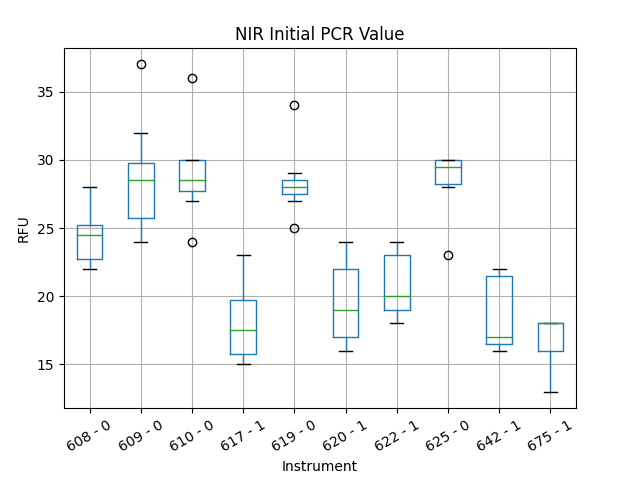 NIR Initial PCR Value
RFU
35
30
25
20
15
608 - 0
609 - 0
610 - 0
617 - 1
619 - 0
620 - 1
622 - 1
625 - 0
642 - 1
675 - 1
Instrument